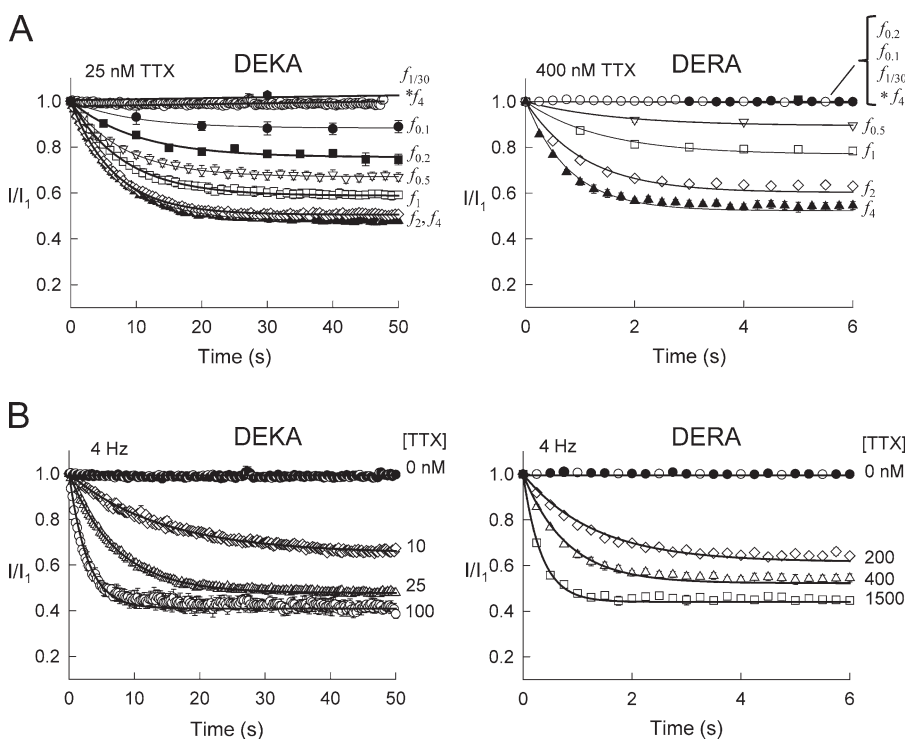 A
25 nM TTX
DEKA
f1/30
*f4
f0.1
f0.2
f0.5
f1
f2, f4
1.0
0.8
0.6
0.4
0.2
I/I1
0 10 20 30 40 50
Time (s)
400 nM TTX
DERA
f0.2
f0.1
f1/30
* f4
f0.5
f1
f2
f4
1.0
0.8
0.6
0.4
0.2
I/I1
0 2 4 6
Time (s)
B
4 Hz
DEKA
[TTX]
0 nM
10
25
100
1.0
0.8
0.6
0.4
0.2
I/I1
0 10 20 30 40 50
Time (s)
4 Hz
DERA
[TTX]
0 nM
200
400
1500
1.0
0.8
0.6
0.4
0.2
I/I1
0 2 4 6
Time (s)